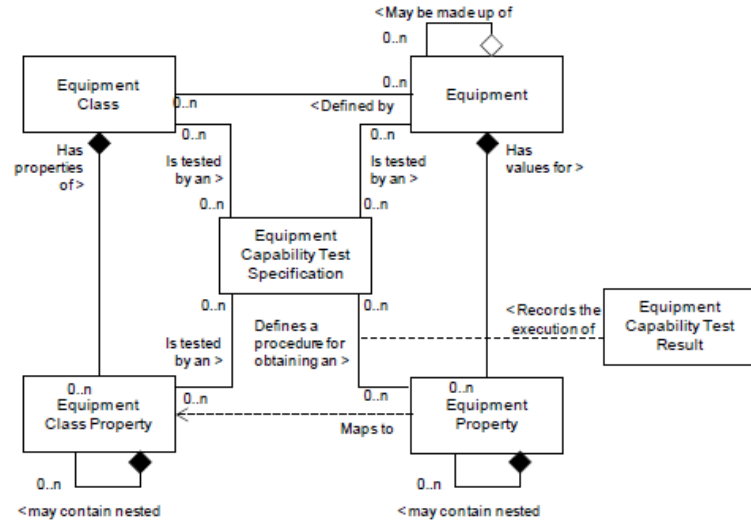 <May be made up of
0..n
Equipment
Class
0..n
0..n
<Defined by
Equipment
0..n
0..n
Has
properties
of >
Is tested
by an >
Is tested
by an >
Has
values for >
0..n
0..n
Equipment
Capability Test
Specification
0..n
0..n
<Records the
execution of
Equipment
Capability Test
Result
Is tested
by an >
Defines a
procedure for
obtaining an >
0..n
0..n
0..n
0..n
Equipment
Class Property
Maps to
Equipment
Property
0..n
0..n
<may contain nested
<may contain nested